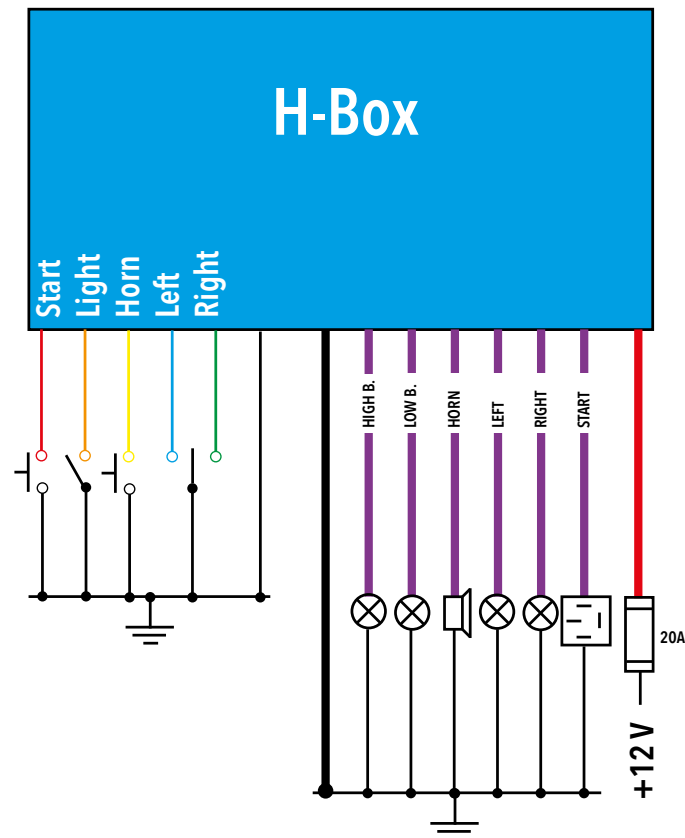 H-Box
Start
Light
Horn
Left
Right
HIGH B.
LOW B.
HORN
LEFT
RIGHT
START
20A
+12 V